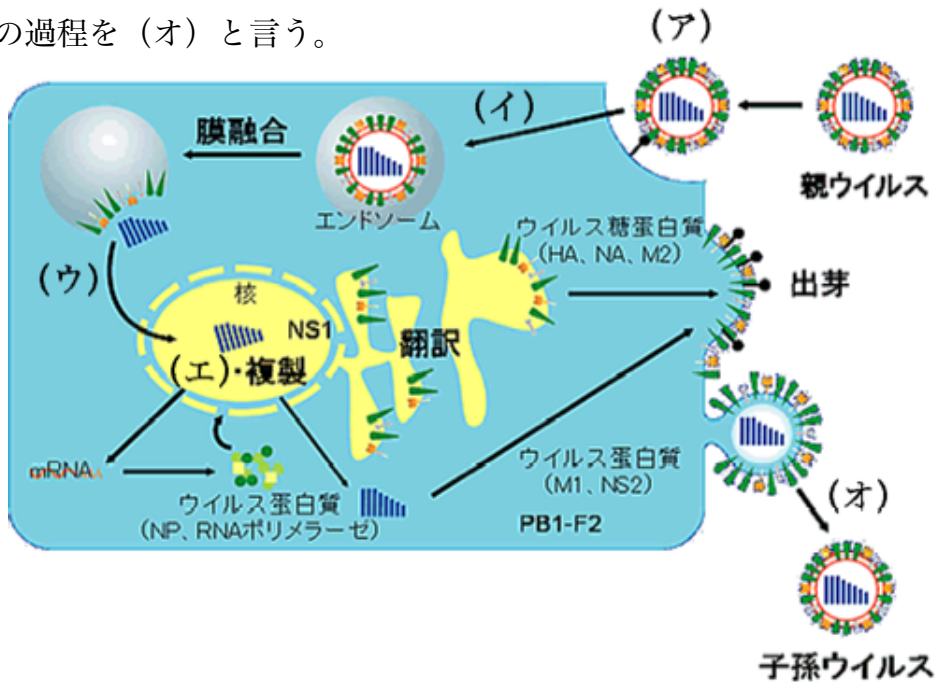 の過程を（オ）と言う。
（ア）
（イ）
膜融合
親ウイルス
エンドソーム
ウイルス糖蛋白質
（HA、NA、M2）
（ウ）
核
NS1
翻訳
出芽
（エ）・複製
mRNA
ウイルス蛋白質
（M1、NS2）
ウイルス蛋白質
（NP、RNAポリメラーゼ）
PB1-F2
（オ）
子孫ウイルス